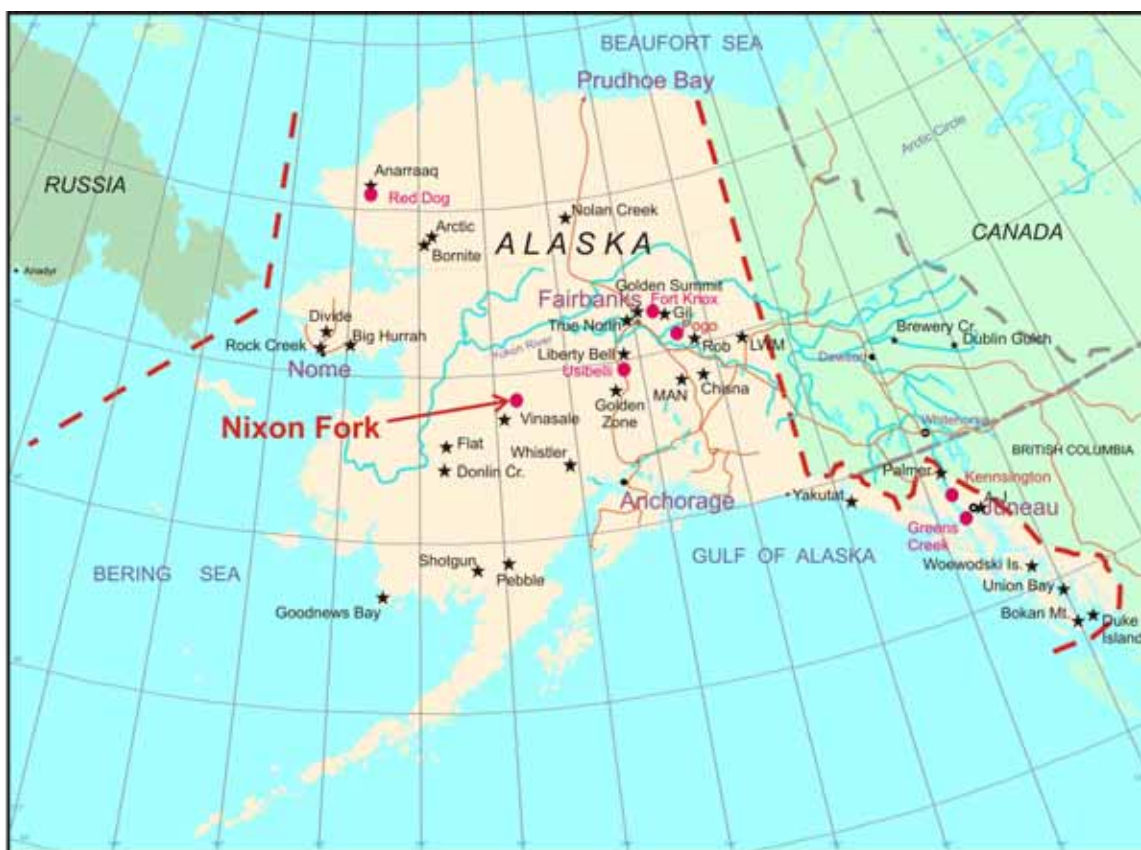 BEAUFORT SEA
Prudhoe Bay
Arctic Circle
RUSSIA
Anarraaq
Red Dog
Nolan Creek
Arctic
ALASKA
CANADA
Bornite
Anadyr
Golden Summit
Fairbanks
Fort Knox
Gil
Divide
True North
Pogo
Brewery Cr.
Rock Creek
Big Hurrah
Yukon River
Rob
LWM
Dublin Gulch
Liberty Bell
Dawson
Nome
Usibelli
MAN
Chisna
Golden
Zone
Nixon Fork
Vinasale
Whitehorse
Flat
Whistler
BRITISH COLUMBIA
Donlin Cr.
Palmer
Kennsington
Anchorage
Yakutat
A.J.
Juneau
Greens
Creek
GULF OF ALASKA
BERING SEA
Shotgun
Pebble
Woewodski Is.
Union Bay
Goodnews Bay
Bokan Mt.
Duke
Island